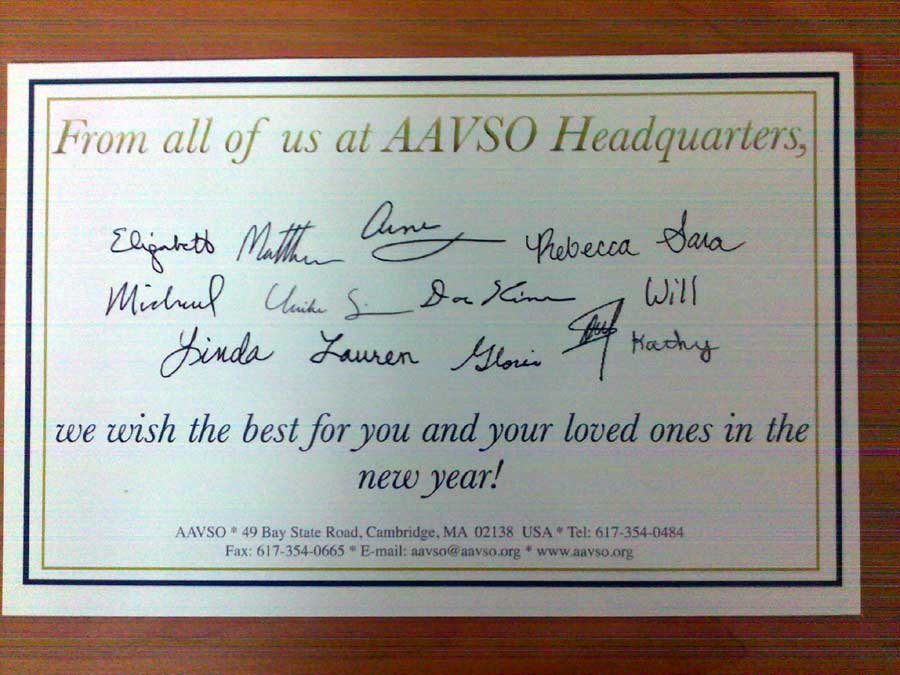 From all of us at AAVSO Headquarters,
Elizabeth Matthew Arne Rebecca Sara
Michael Will
Linda Lauren Gloria Kathy
we wish the best for you and your loved ones in the
new year!
AAVSO * 49 Bay State Road, Cambridge, MA 02138 USA * Tel: 617-354-0484
Fax: 617-354-0665 * E-mail: aavso@aavso.org * www.aavso.org